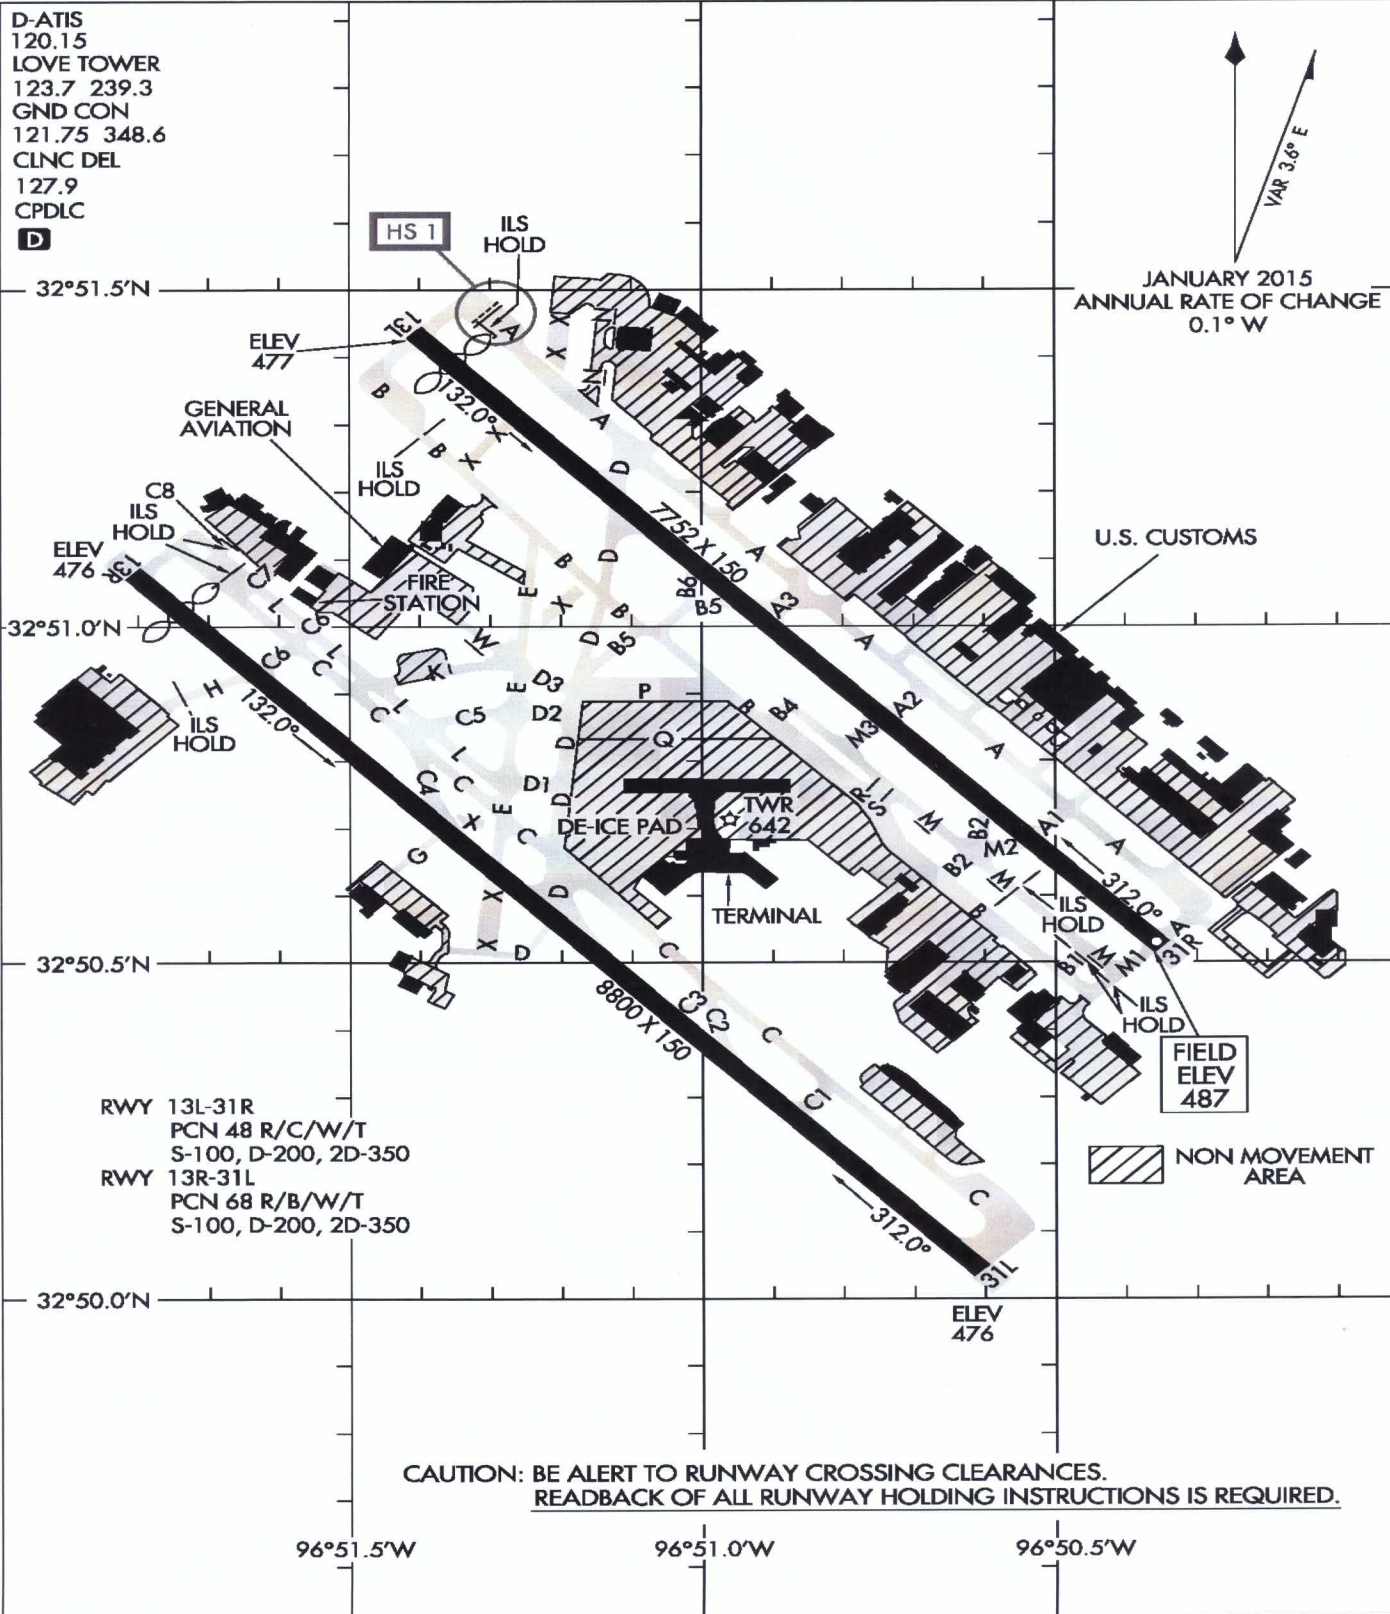 D-ATIS
120.15
LOVE TOWER
123.7 239.3
GND CON
121.75 348.6
CLNC DEL
127.9
CPDLC
D
HS 1
ILS
HOLD
VAR 3.6° E
JANUARY 2015
ANNUAL RATE OF CHANGE
0.1° W
32°51.5'N
13L
A
X
X
N
N
ELEV
477
B
132.0°
A
GENERAL
AVIATION
B
X
X
D
ILS
HOLD
C8
ILS
HOLD
7752 X 150
A
U.S. CUSTOMS
ELEV
476
13R
C7
FIRE
STATION
B
D
E
X
B
B6
B5
A3
32°51.0'N
L
C6
W
D
B5
A
C6
L
C
K
H
132.0°
E
D3
P
B
B4
A2
ILS
HOLD
C
L
C5
D2
D
Q
M3
A
L
C
C4
D1
E
D
R
S
X
C
DE-ICE PAD
TWR
642
M
B2
M2
A1
A
G
B2
M
312.0°
X
D
TERMINAL
B
ILS
HOLD
A
31R
X
D
C
32°50.5'N
B1
M
M1
8800 X 150
C3
C2
C
ILS
HOLD
FIELD
ELEV
487
C1
RWY 13L-31R
PCN 48 R/C/W/T
S-100, D-200, 2D-350
RWY 13R-31L
PCN 68 R/B/W/T
S-100, D-200, 2D-350
NON MOVEMENT
AREA
C
312.0°
31L
32°50.0'N
ELEV
476
CAUTION: BE ALERT TO RUNWAY CROSSING CLEARANCES.
READBACK OF ALL RUNWAY HOLDING INSTRUCTIONS IS REQUIRED.
96°51.5'W
96°51.0'W
96°50.5'W